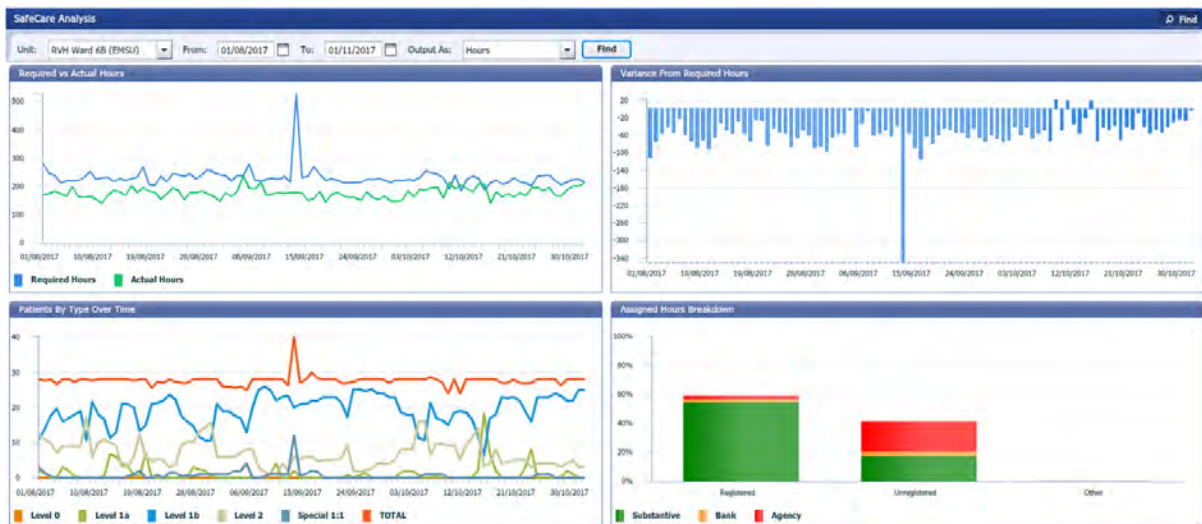 SafeCare Analysis
Find
Unit: RVH Ward 6B (EMSU) From: 01/08/2017 To: 01/11/2017 Output As: Hours Find
Required vs Actual Hours
500
400
300
200
100
0
01/08/2017 10/08/2017 19/08/2017 28/08/2017 06/09/2017 15/09/2017 24/09/2017 03/10/2017 12/10/2017 21/10/2017 30/10/2017
Required Hours Actual Hours
Variance From Required Hours
20
-20
-60
-100
-140
-180
-220
-260
-300
-340
01/08/2017 10/08/2017 19/08/2017 28/08/2017 06/09/2017 15/09/2017 24/09/2017 03/10/2017 12/10/2017 21/10/2017 30/10/2017
Patients By Type Over Time
40
30
20
10
0
01/08/2017 10/08/2017 19/08/2017 28/08/2017 06/09/2017 15/09/2017 24/09/2017 03/10/2017 12/10/2017 21/10/2017 30/10/2017
Level 0 Level 1a Level 1b Level 2 Special 1:1 TOTAL
Assigned Hours Breakdown
100%
80%
60%
40%
20%
0%
Registered Unregistered Other
Substantive Bank Agency